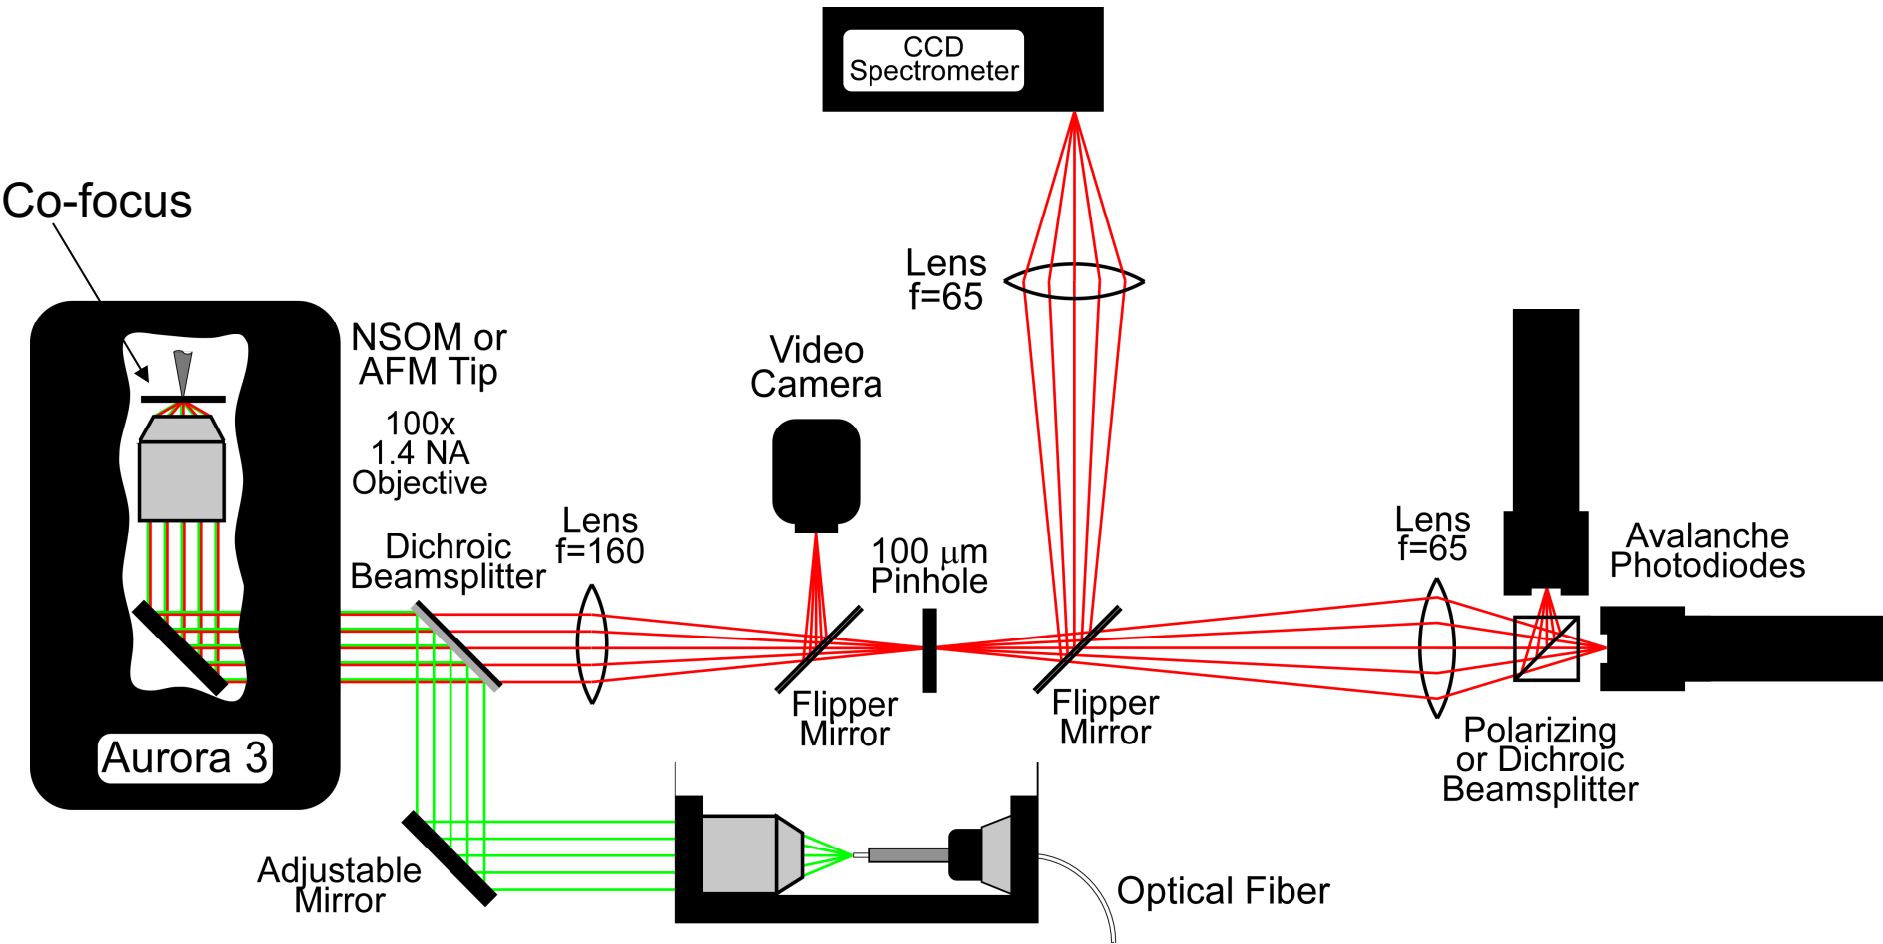 CCD
Spectrometer
Co-focus
Lens
f=65
NSOM or
AFM Tip
Video
Camera
100x
1.4 NA
Objective
Lens
f=160
Dichroic
Beamsplitter
100 μm
Pinhole
Lens
f=65
Avalanche
Photodiodes
Flipper
Mirror
Flipper
Mirror
Polarizing
or Dichroic
Beamsplitter
Aurora 3
Adjustable
Mirror
Optical Fiber